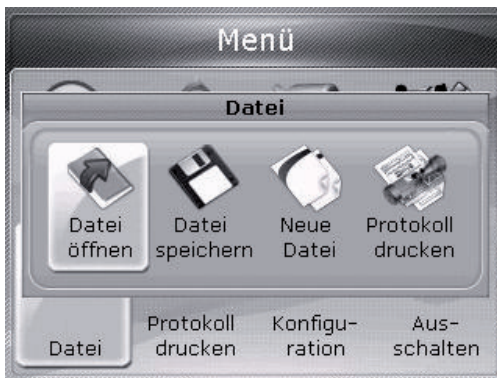 Menü
Datei
Datei
öffnen
Datei
speichern
Neue
Datei
Protokoll
drucken
Datei
Protokoll
drucken
Konfigu-
ration
Aus-
schalten